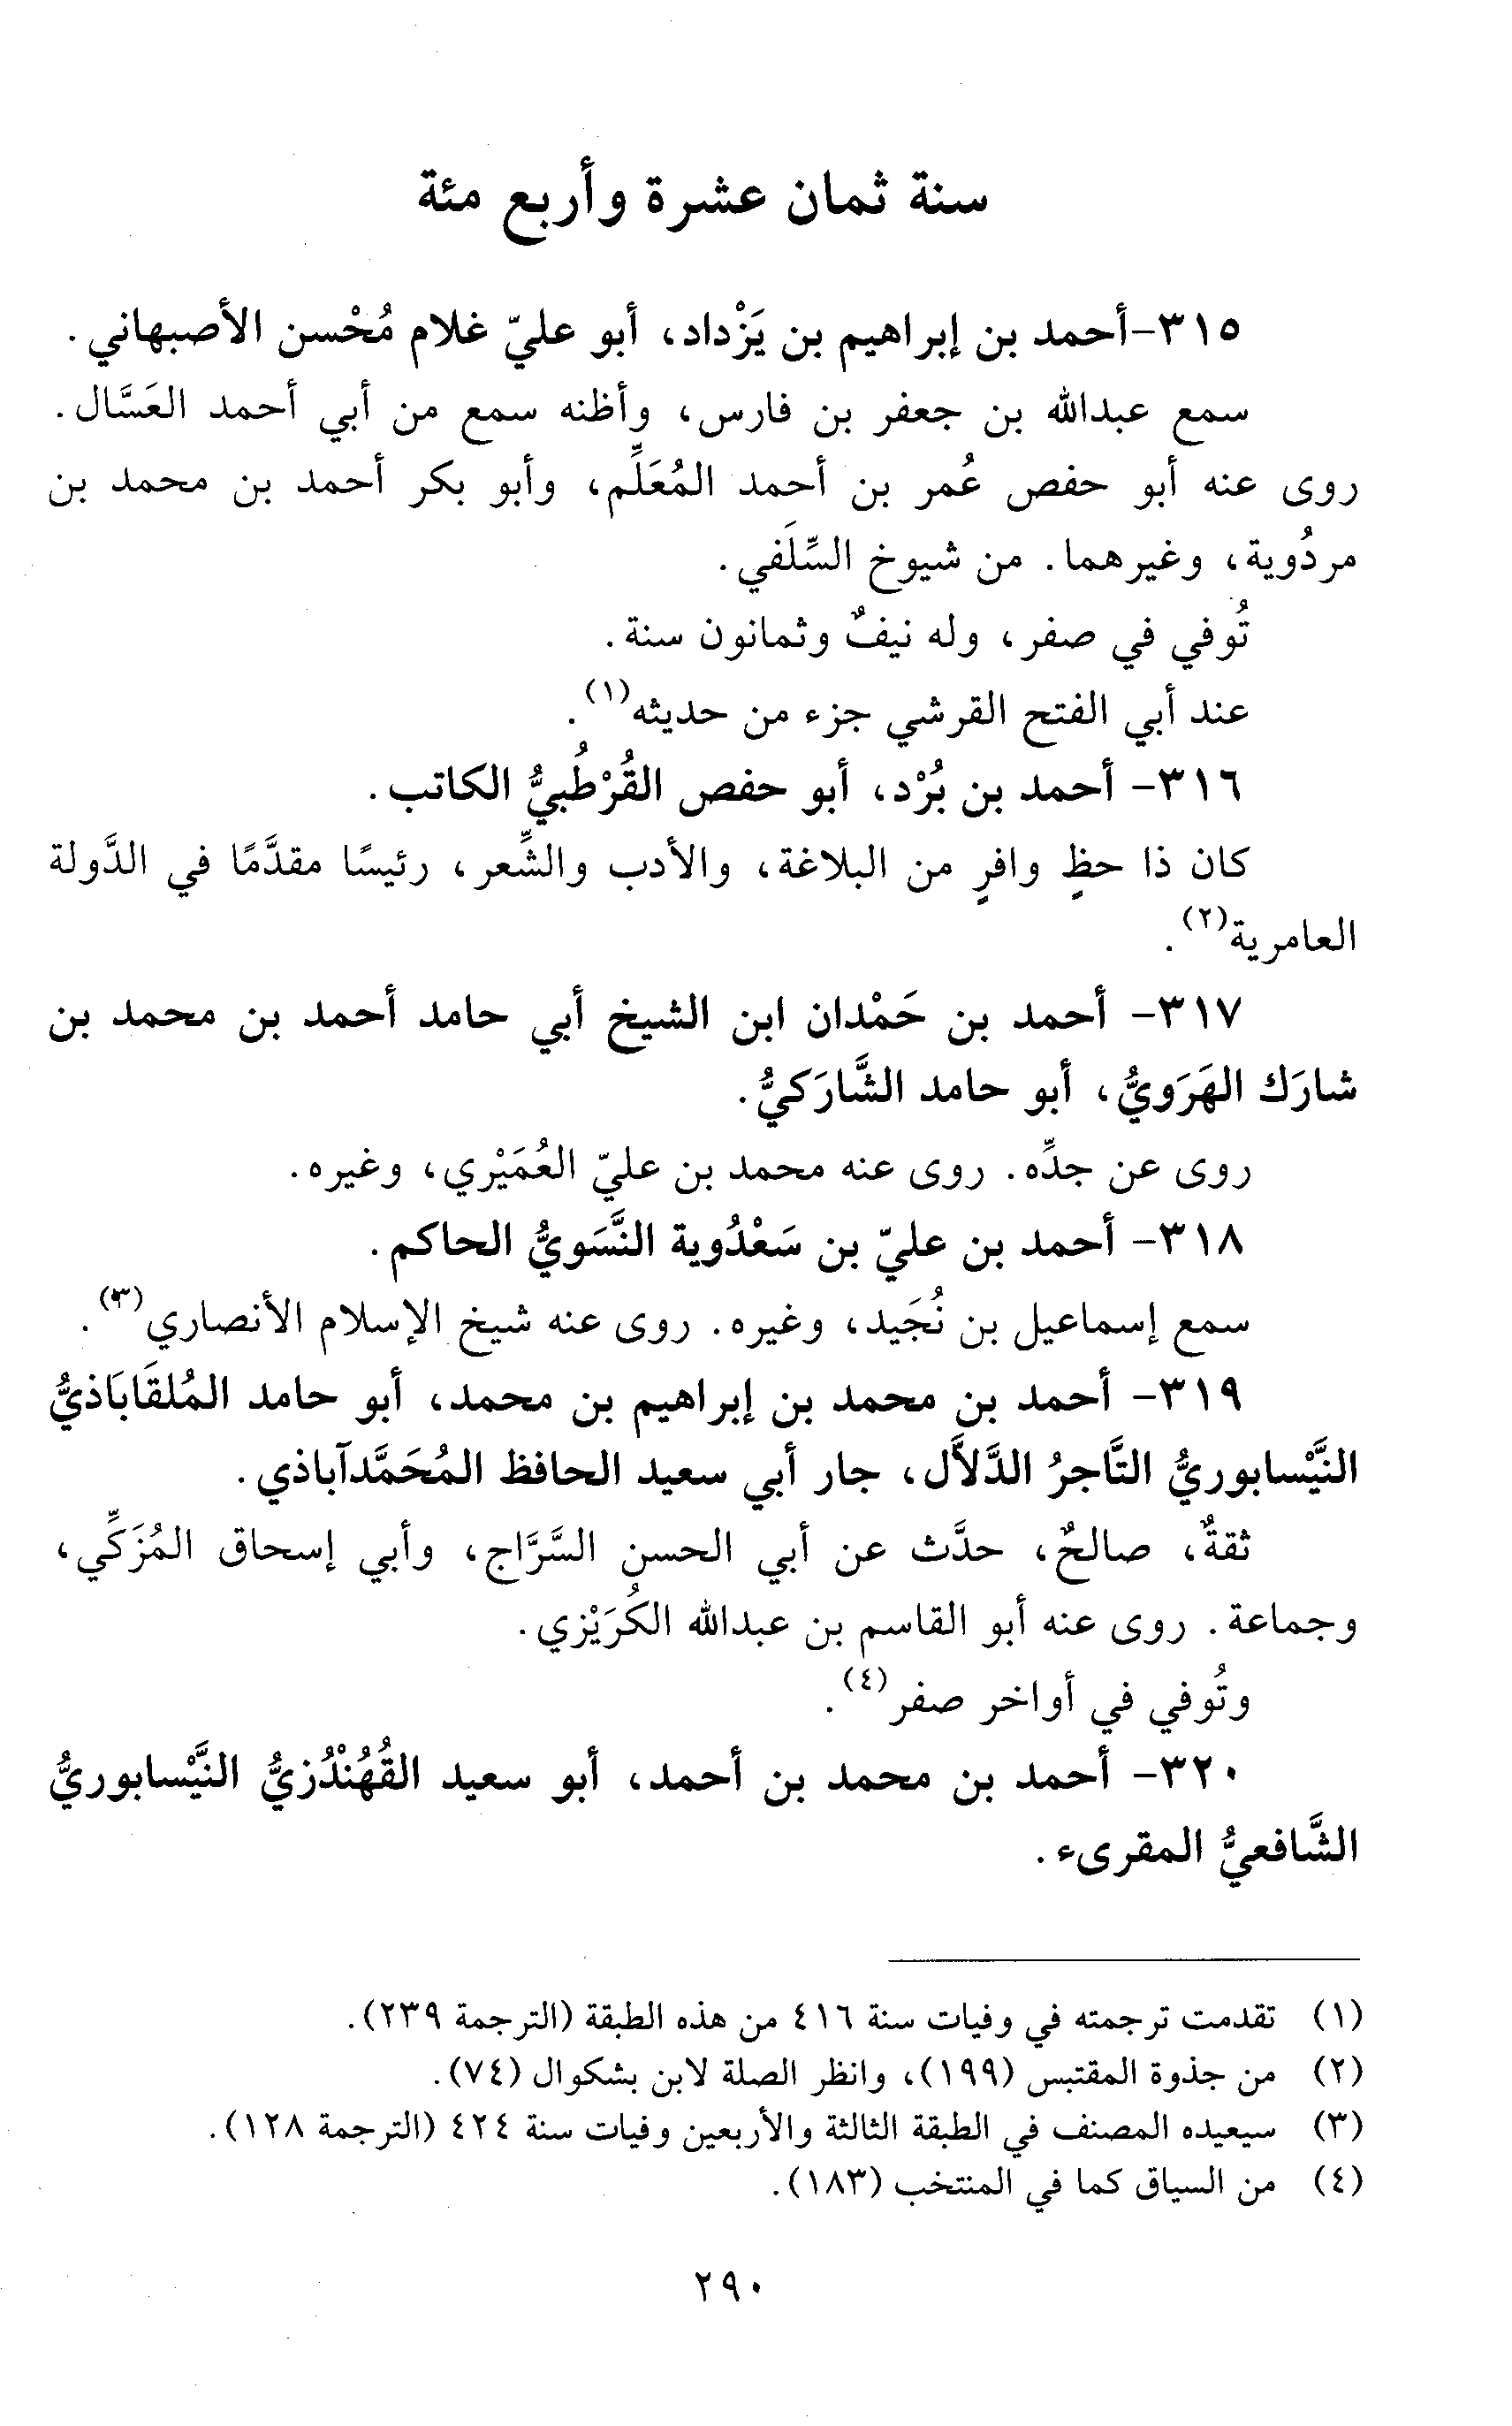 سنة ثمان عشرة وأربع مئة
٣١٥-أحمد بن إبراهيم بن يَزْداد، أبو عليّ غلام مُحْسن الأصبهاني.
سمع عبدالله بن جعفر بن فارس، وأظنه سمع من أبي أحمد العَسَّال.
روى عنه أبو حفص عُمر بن أحمد المُعَلِّم، وأبو بكر أحمد بن محمد بن
مردُوية، وغيرهما. من شيوخ السِّلَفي.
تُوفي في صفر، وله نيفٌ وثمانون سنة.
عند أبي الفتح القرشي جزء من حديثه(١).
٣١٦- أحمد بن بُرْد، أبو حفص القُرْطُبيُّ الكاتب.
كان ذا حظٍ وافرٍ من البلاغة، والأدب والشِّعر، رئيسًا مقدَّمًا في الدَّولة
العامرية(٢).
٣١٧- أحمد بن حَمْدان ابن الشيخ أبي حامد أحمد بن محمد بن
شارَك الهَرَويُّ، أبو حامد الشَّارَكيُّ.
روى عن جدِّه. روى عنه محمد بن عليّ العُمَيْري، وغيره.
٣١٨- أحمد بن عليّ بن سَعْدُوية النَّسَويُّ الحاكم.
سمع إسماعيل بن نُجَيد، وغيره. روى عنه شيخ الإسلام الأنصاري(٣).
٣١٩- أحمد بن محمد بن إبراهيم بن محمد، أبو حامد المُلقَابَاذيُّ
النَّيْسابوريُّ التَّاجرُ الدَّلاَّل، جار أبي سعيد الحافظ المُحَمَّدآباذي.
ثقةٌ، صالحٌ، حدَّث عن أبي الحسن السَّرَّاج، وأبي إسحاق المُزَكِّي،
وجماعة. روى عنه أبو القاسم بن عبدالله الكُرَيْزي.
وتُوفي في أواخر صفر(٤).
٣٢٠- أحمد بن محمد بن أحمد، أبو سعيد القُهُنْدُزيُّ النَّيْسابوريُّ
الشَّافعيُّ المقرىء.
(١) تقدمت ترجمته في وفيات سنة ٤١٦ من هذه الطبقة (الترجمة ٢٣٩).
(٢) من جذوة المقتبس (١٩٩)، وانظر الصلة لابن بشكوال (٧٤).
(٣) سيعيده المصنف في الطبقة الثالثة والأربعين وفيات سنة ٤٢٤ (الترجمة ١٢٨).
(٤) من السياق كما في المنتخب (١٨٣).
٢٩٠